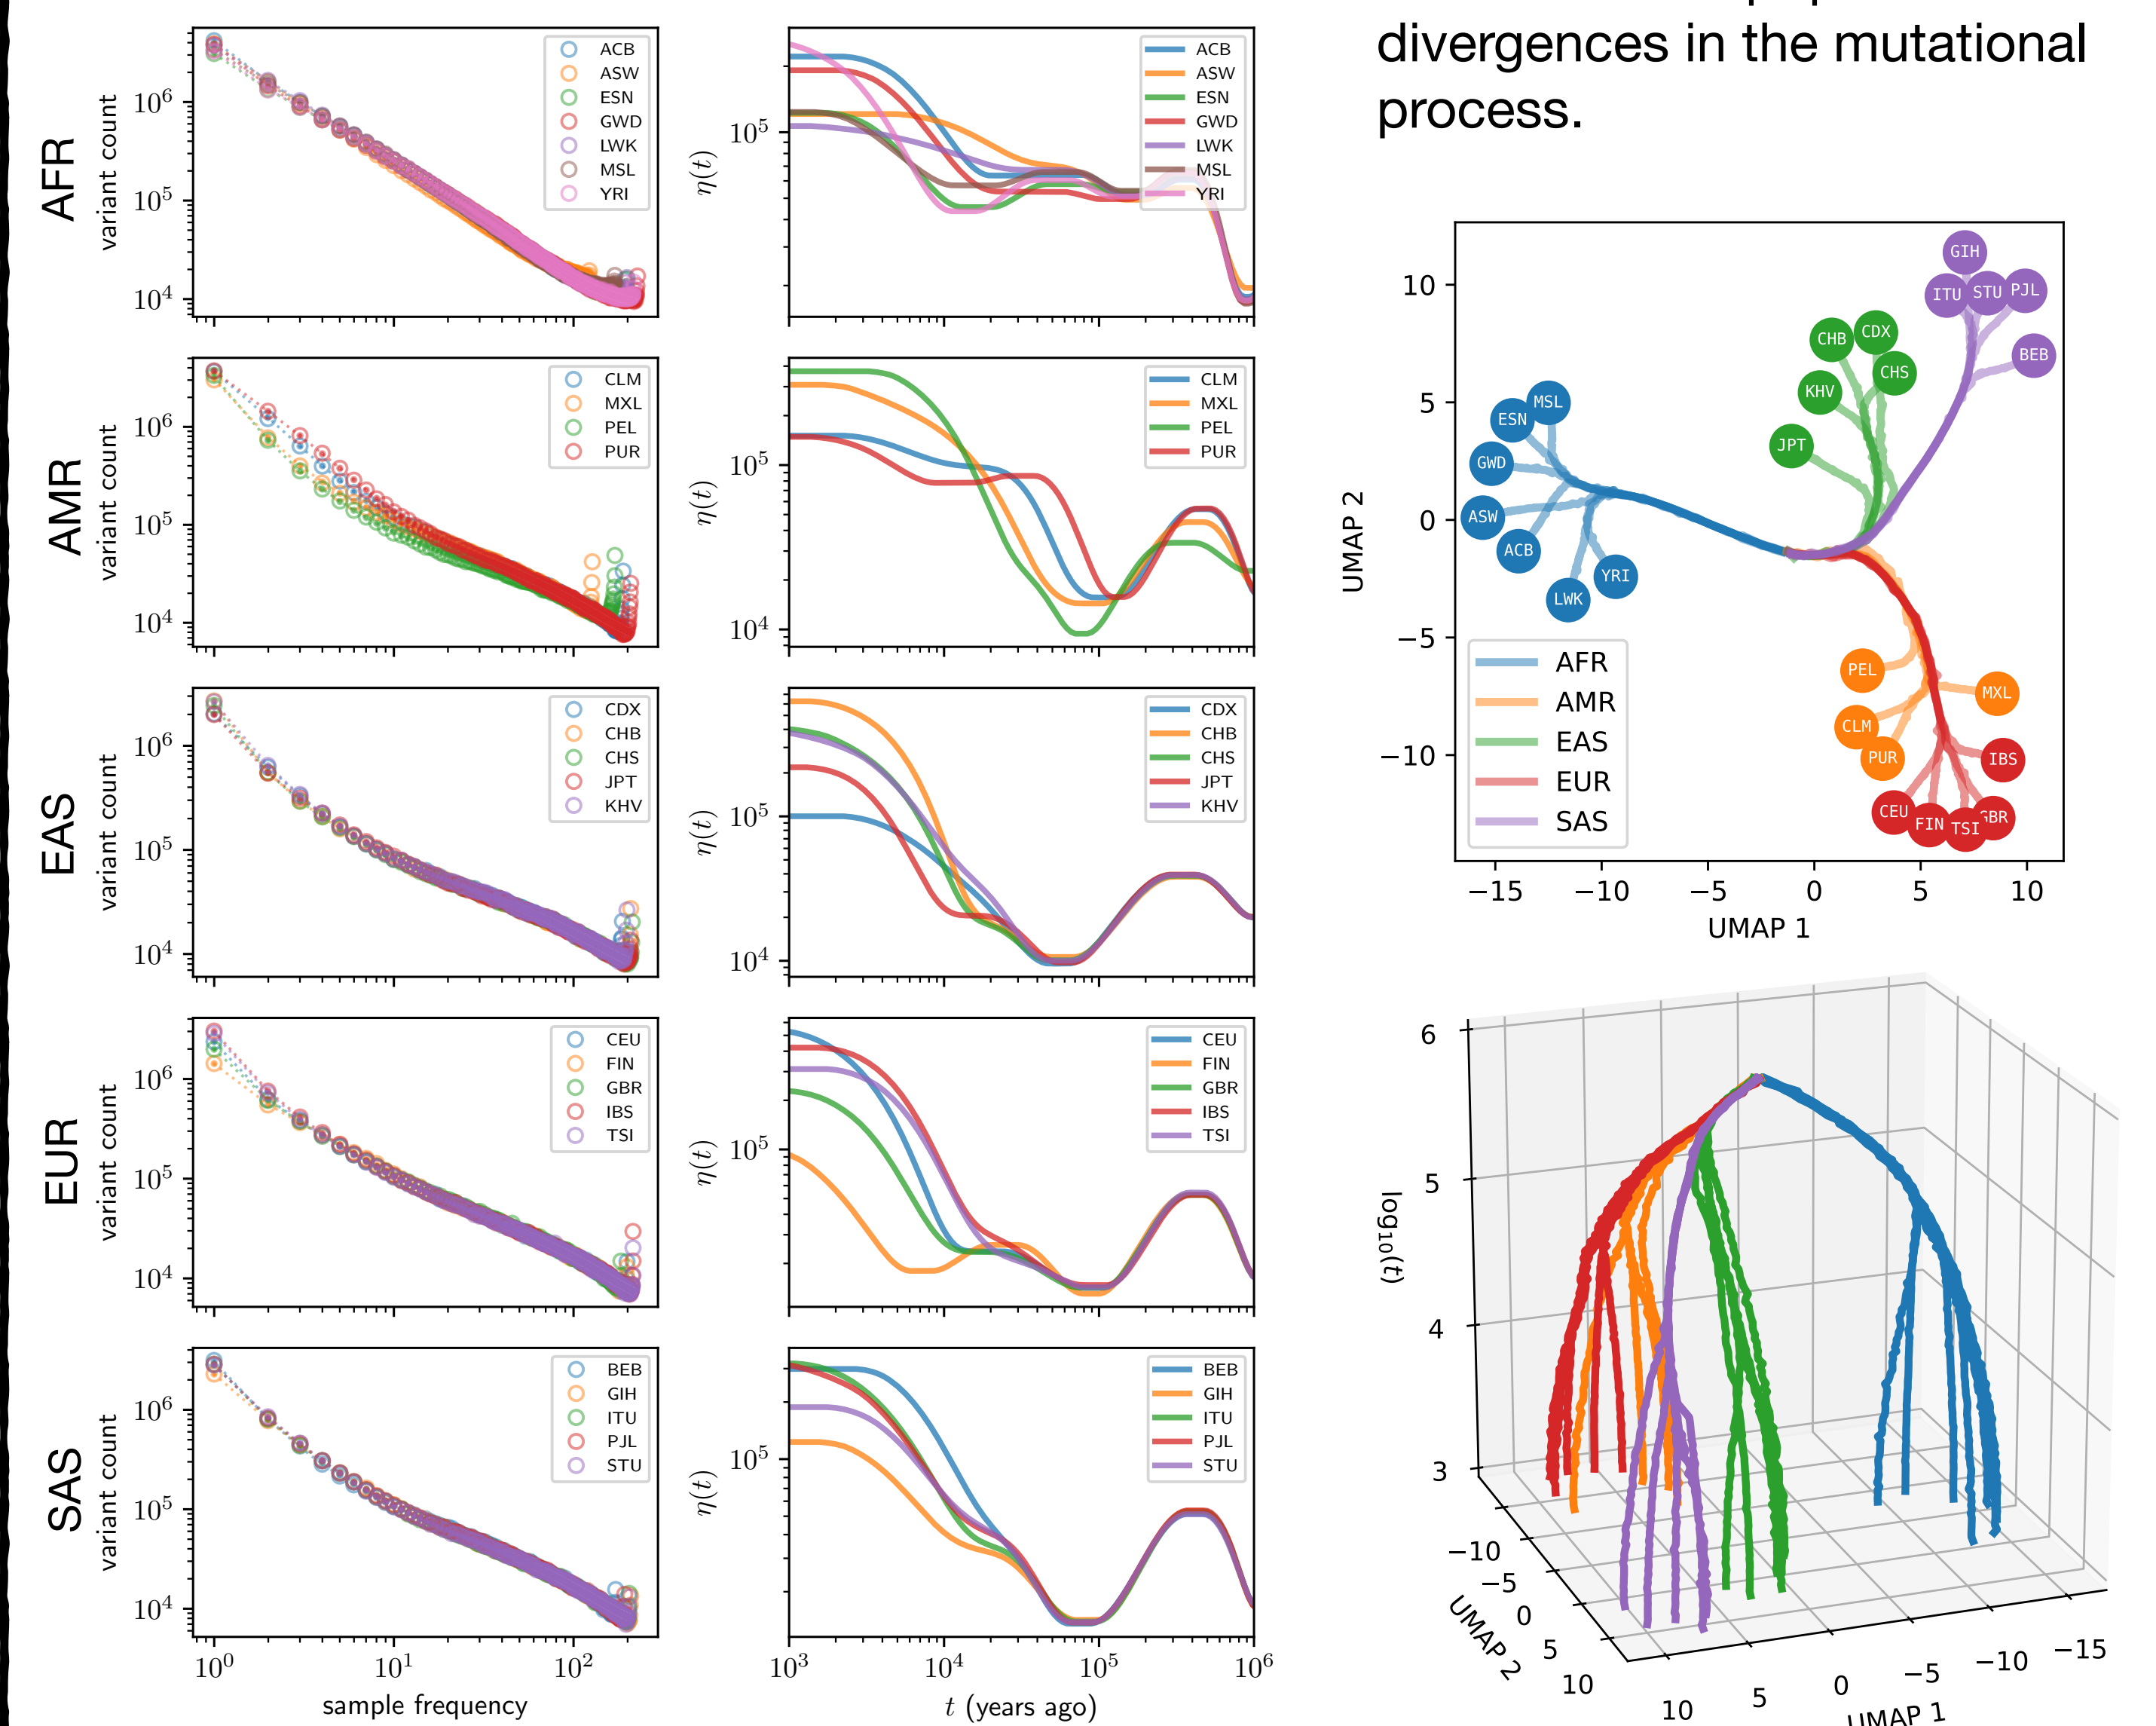 divergences in the mutational
process.
AFR
variant count
10^6
10^5
10^4
ACB
ASW
ESN
GWD
LWK
MSL
YRI
η(t)
10^5
ACB
ASW
ESN
GWD
LWK
MSL
YRI
AMR
variant count
10^6
10^5
10^4
CLM
MXL
PEL
PUR
η(t)
10^5
10^4
CLM
MXL
PEL
PUR
EAS
variant count
10^6
10^5
10^4
CDX
CHB
CHS
JPT
KHV
η(t)
10^5
10^4
CDX
CHB
CHS
JPT
KHV
EUR
variant count
10^6
10^5
10^4
CEU
FIN
GBR
IBS
TSI
η(t)
10^5
CEU
FIN
GBR
IBS
TSI
SAS
variant count
10^6
10^5
10^4
BEB
GIH
ITU
PJL
STU
η(t)
10^5
BEB
GIH
ITU
PJL
STU
10^0 10^1 10^2
sample frequency
10^3 10^4 10^5 10^6
t (years ago)
UMAP 2
10
5
0
−5
−10
GIH
ITU STU PJL
BEB
CHB CDX
CHS
KHV
JPT
MSL
ESN
GWD
ASW
ACB
YRI
LWK
PEL
MXL
CLM
PUR
IBS
CEU FIN TSI GBR
AFR
AMR
EAS
EUR
SAS
−15 −10 −5 0 5 10
UMAP 1
6
5
4
3
log10(t)
−10
−5
0
5
10
UMAP 2
10 5 0 −5 −10 −15
UMAP 1